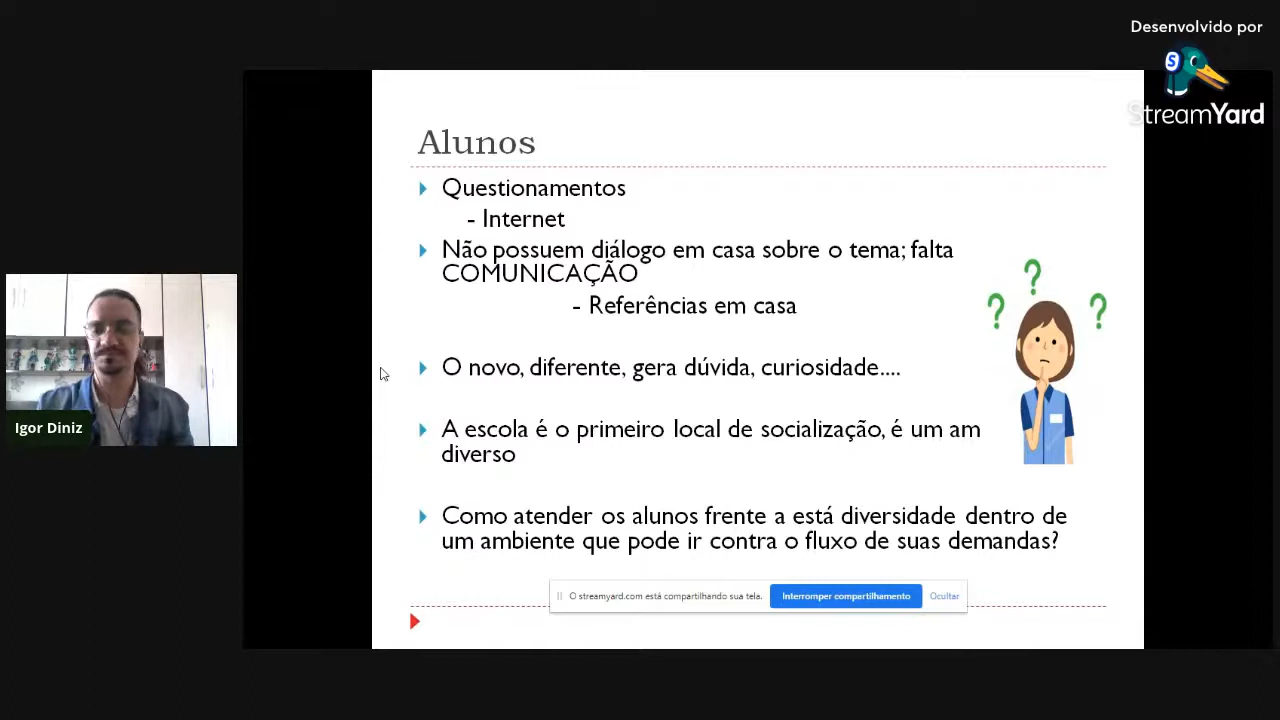 Desenvolvido por
StreamYard
Alunos
Questionamentos
- Internet
Não possuem diálogo em casa sobre o tema; falta
COMUNICAÇÃO
- Referências em casa
O novo, diferente, gera dúvida, curiosidade....
A escola é o primeiro local de socialização, é um am
diverso
Como atender os alunos frente a está diversidade dentro de
um ambiente que pode ir contra o fluxo de suas demandas?
Igor Diniz
O streamyard.com está compartilhando sua tela.
Interromper compartilhamento
Ocultar